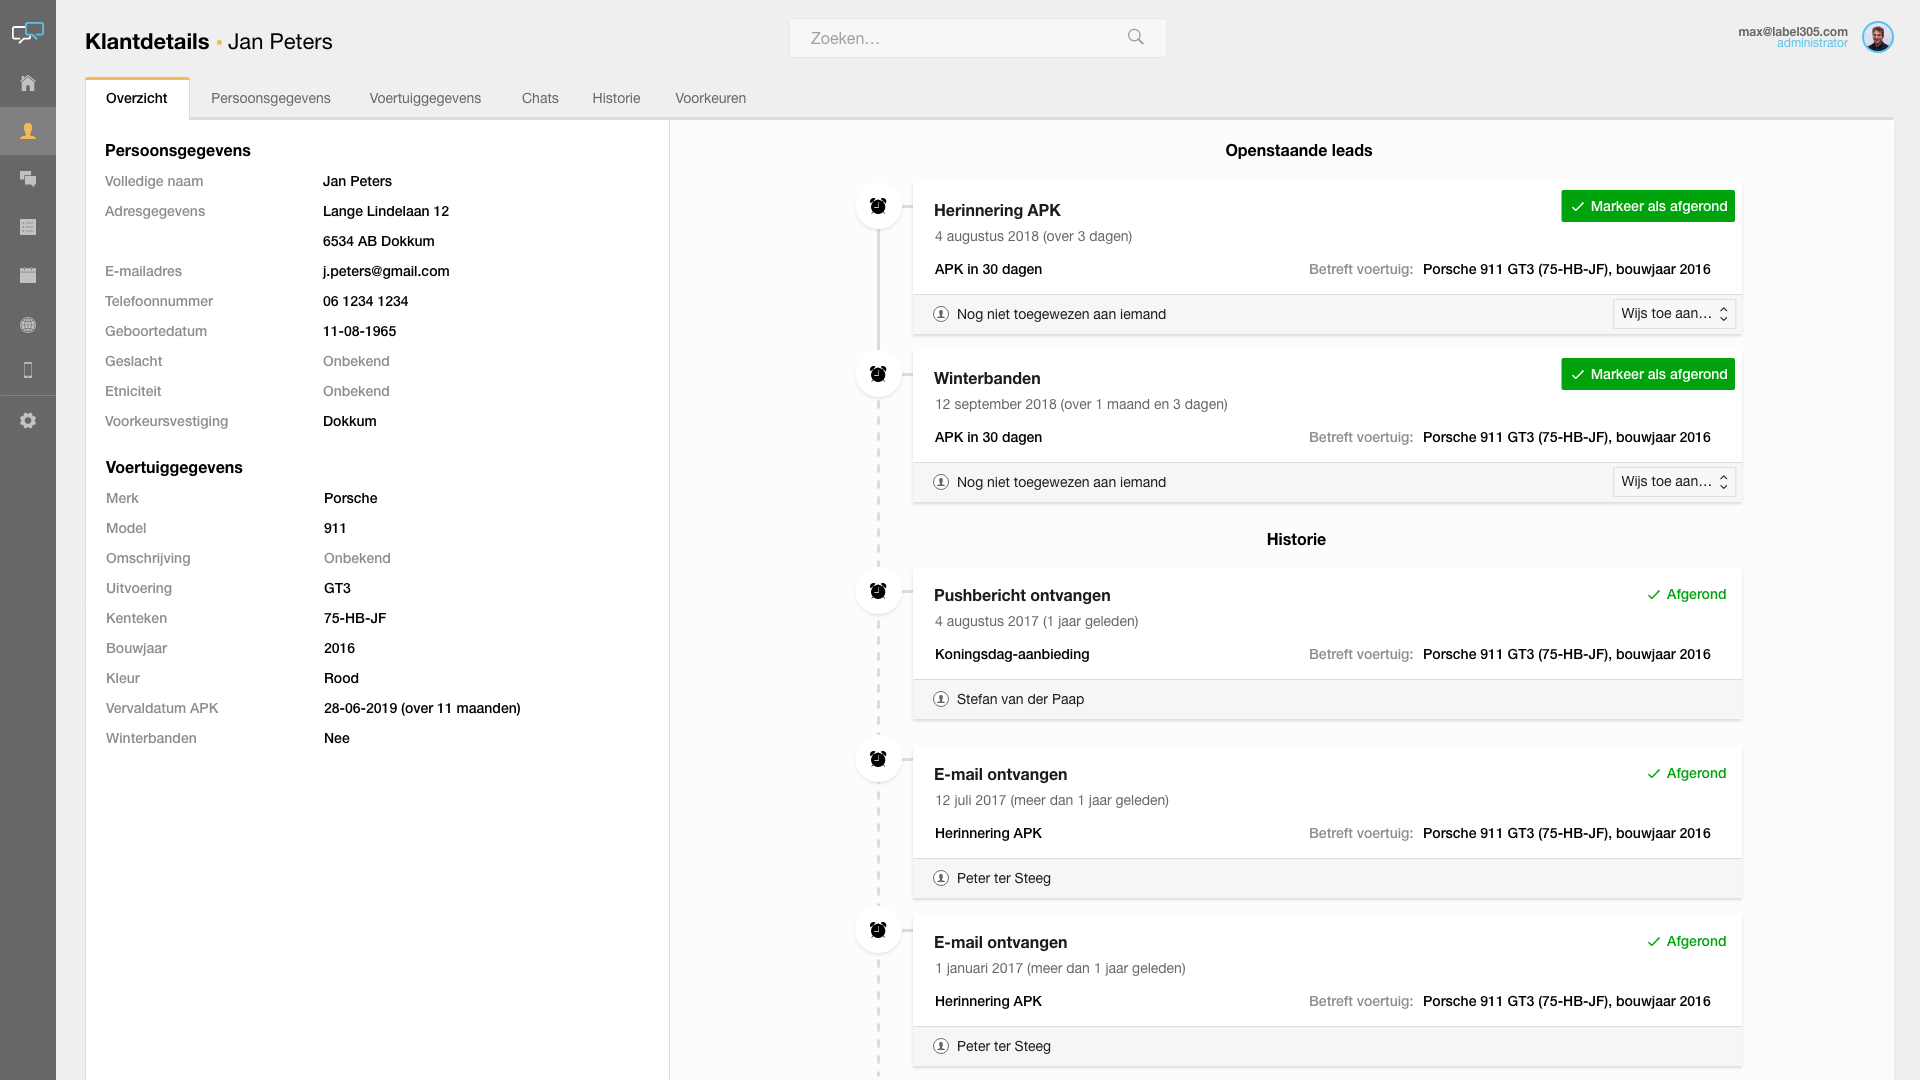 Klantdetails • Jan Peters
Zoeken...
max@label305.com
administrator
Overzicht
Persoonsgegevens
Voertuiggegevens
Chats
Historie
Voorkeuren
Persoonsgegevens
Volledige naam Jan Peters
Adresgegevens Lange Lindelaan 12
6534 AB Dokkum
E-mailadres j.peters@gmail.com
Telefoonnummer 06 1234 1234
Geboortedatum 11-08-1965
Geslacht Onbekend
Etniciteit Onbekend
Voorkeursvestiging Dokkum
Voertuiggegevens
Merk Porsche
Model 911
Omschrijving Onbekend
Uitvoering GT3
Kenteken 75-HB-JF
Bouwjaar 2016
Kleur Rood
Vervaldatum APK 28-06-2019 (over 11 maanden)
Winterbanden Nee
Openstaande leads
Herinnering APK
Markeer als afgerond
4 augustus 2018 (over 3 dagen)
APK in 30 dagen Betreft voertuig: Porsche 911 GT3 (75-HB-JF), bouwjaar 2016
Nog niet toegewezen aan iemand Wijs toe aan...
Winterbanden
Markeer als afgerond
12 september 2018 (over 1 maand en 3 dagen)
APK in 30 dagen Betreft voertuig: Porsche 911 GT3 (75-HB-JF), bouwjaar 2016
Nog niet toegewezen aan iemand Wijs toe aan...
Historie
Pushbericht ontvangen Afgerond
4 augustus 2017 (1 jaar geleden)
Koningsdag-aanbieding Betreft voertuig: Porsche 911 GT3 (75-HB-JF), bouwjaar 2016
Stefan van der Paap
E-mail ontvangen Afgerond
12 juli 2017 (meer dan 1 jaar geleden)
Herinnering APK Betreft voertuig: Porsche 911 GT3 (75-HB-JF), bouwjaar 2016
Peter ter Steeg
E-mail ontvangen Afgerond
1 januari 2017 (meer dan 1 jaar geleden)
Herinnering APK Betreft voertuig: Porsche 911 GT3 (75-HB-JF), bouwjaar 2016
Peter ter Steeg